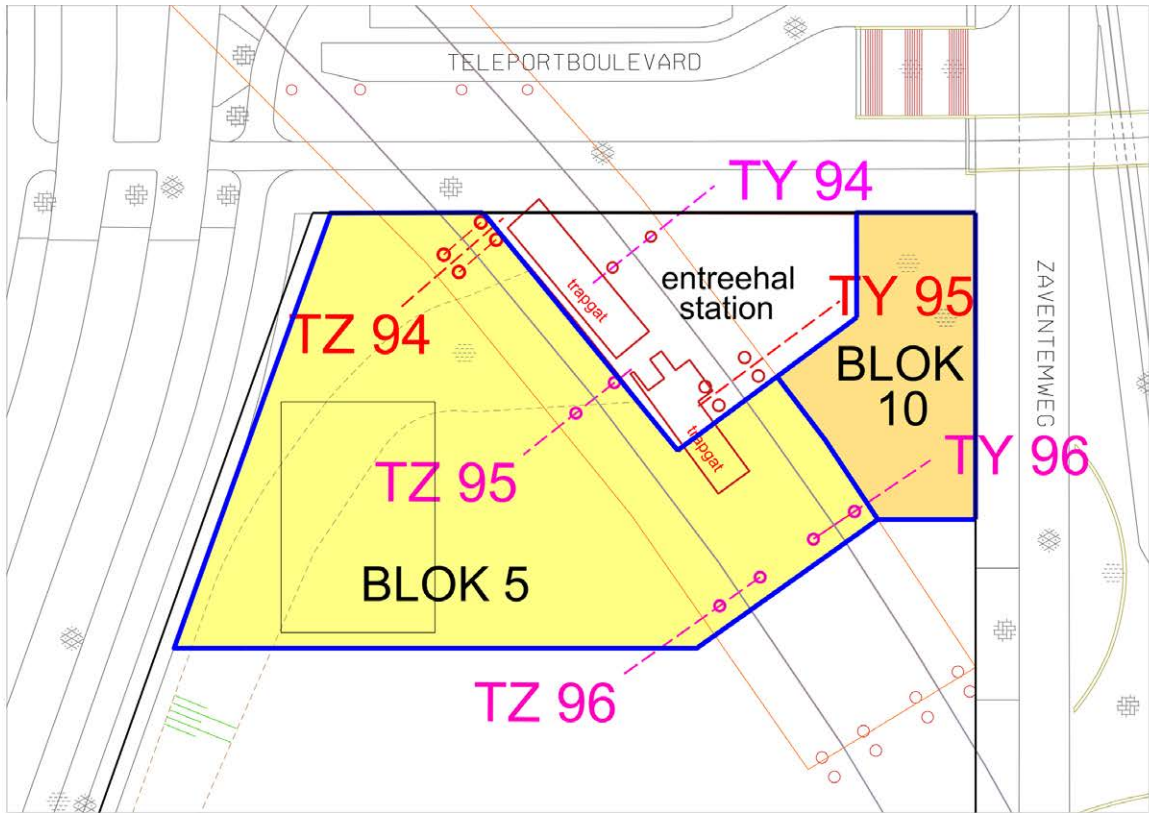 TELEPORTBOULEVARD
TY 94
entreehal
station
trapgat
TY 95
TZ 94
ZAVENTEMWEG
BLOK
10
TZ 95
trapgat
TY 96
BLOK 5
TZ 96